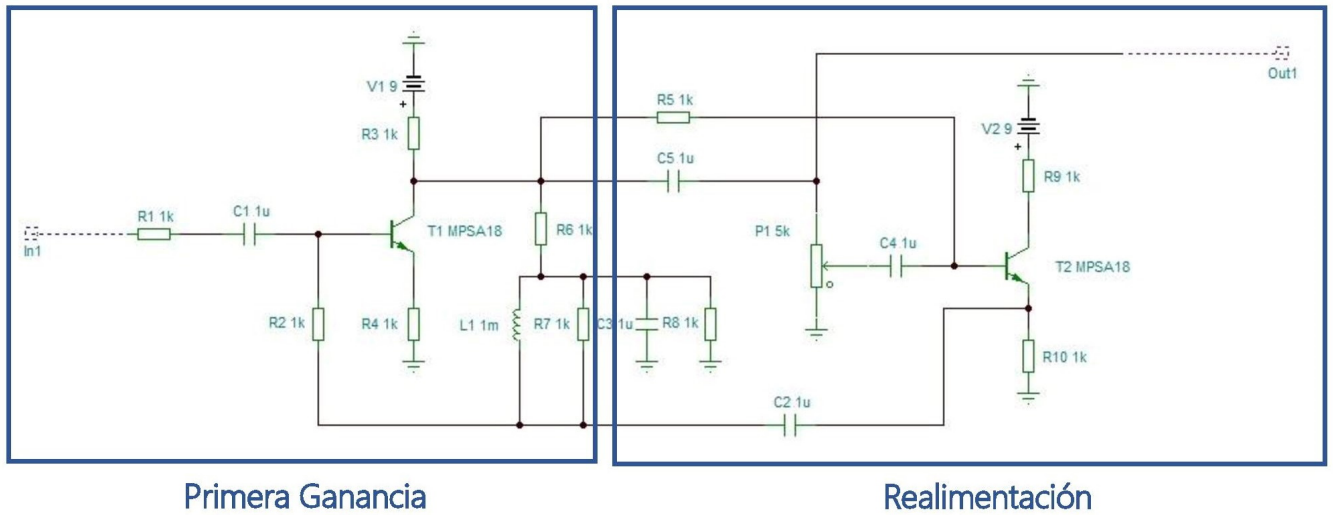 V1 9
R3 1k
R1 1k
C1 1u
In1
T1 MPSA18
R2 1k
R4 1k
R6 1k
L1 1m
R7 1k
C3 1u
R8 1k
R5 1k
C5 1u
P1 5k
C4 1u
C2 1u
Out1
V2 9
R9 1k
T2 MPSA18
R10 1k
+
+
Primera Ganancia
Realimentación